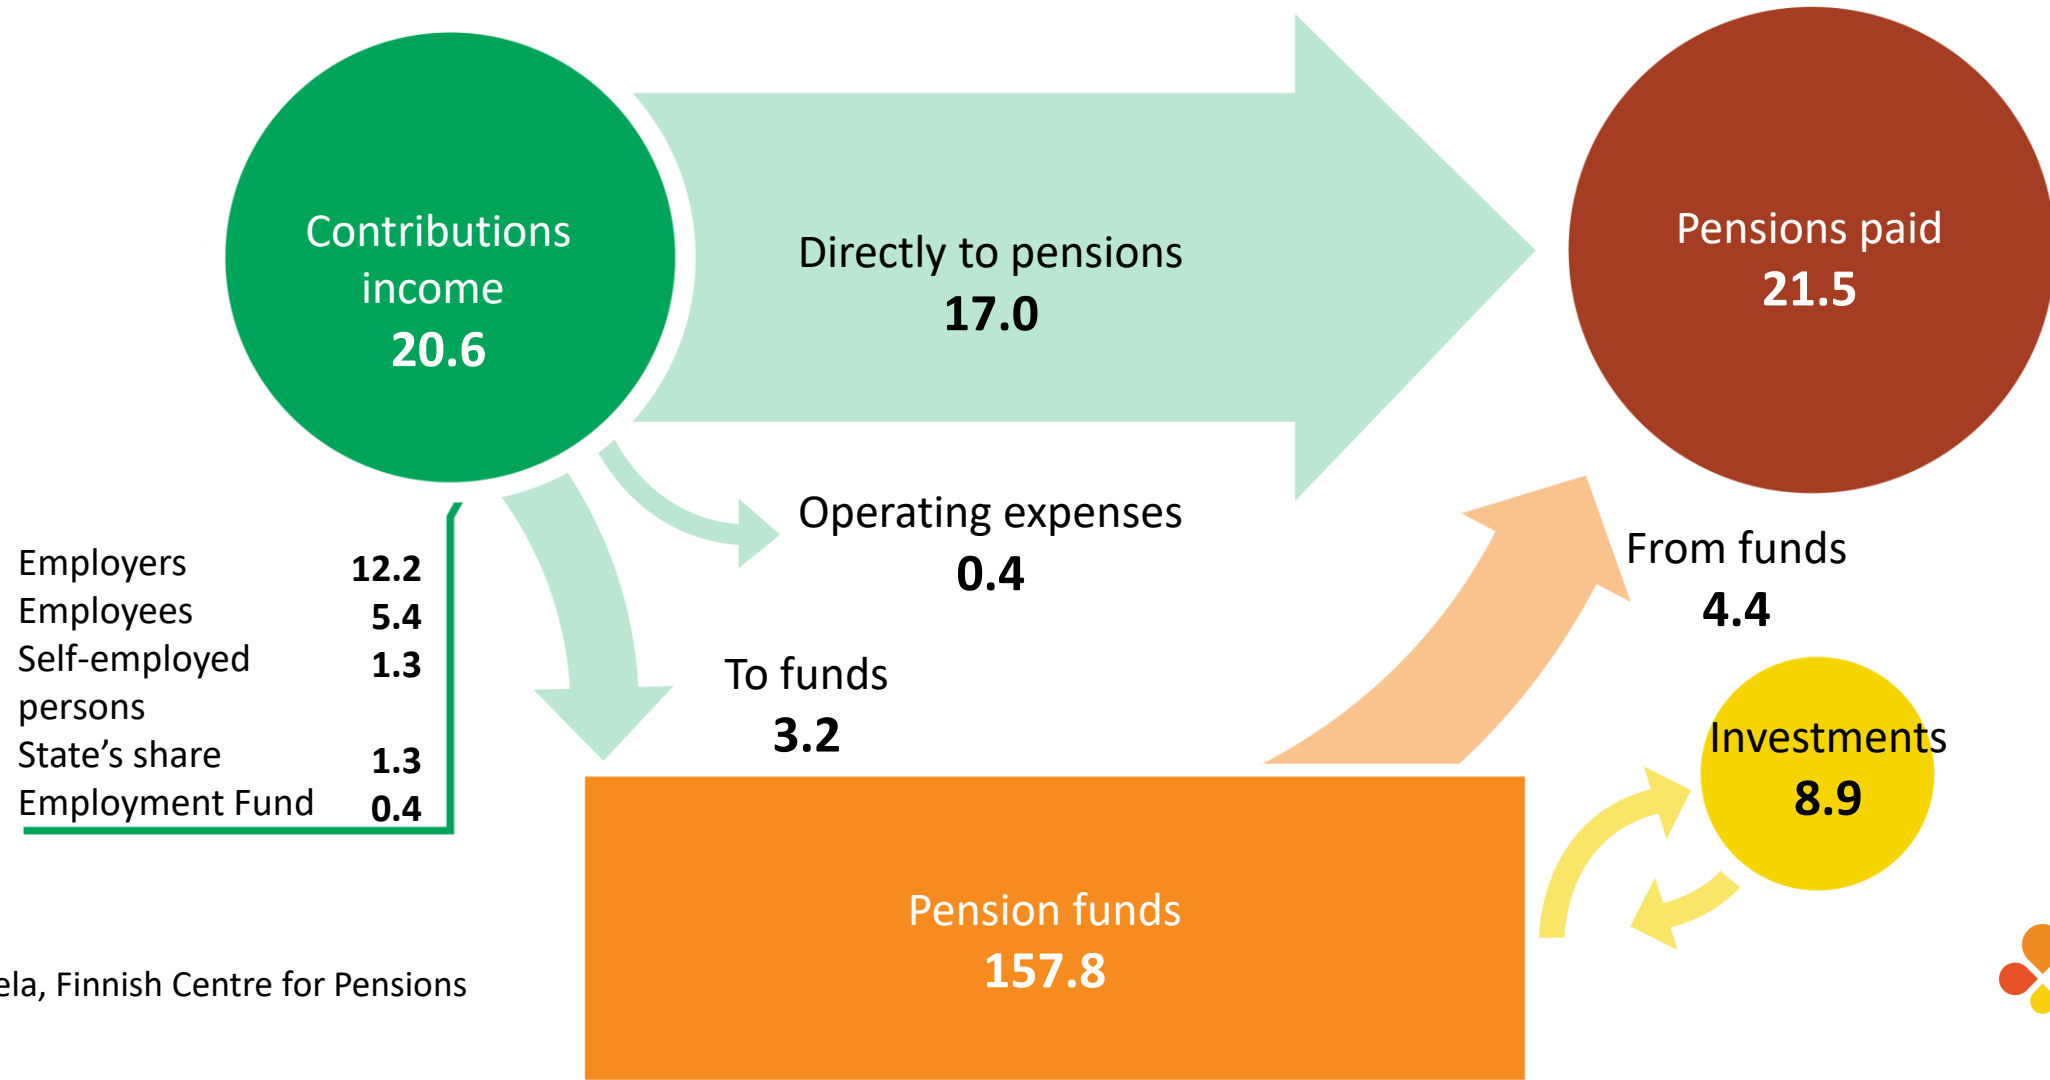 Contributions
income
20.6
Directly to pensions
17.0
Pensions paid
21.5
Operating expenses
0.4
Employers 12.2
Employees 5.4
Self-employed 1.3
persons
State's share 1.3
Employment Fund 0.4
From funds
4.4
To funds
3.2
Investments
8.9
Pension funds
157.8
Finnish Centre for Pensions